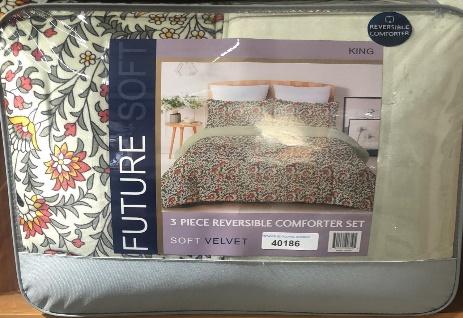 REVERSIBLE
COMFORTER
KING
FUTURE SOFT
3 PIECE REVERSIBLE COMFORTER SET
SOFT VELVET
40186